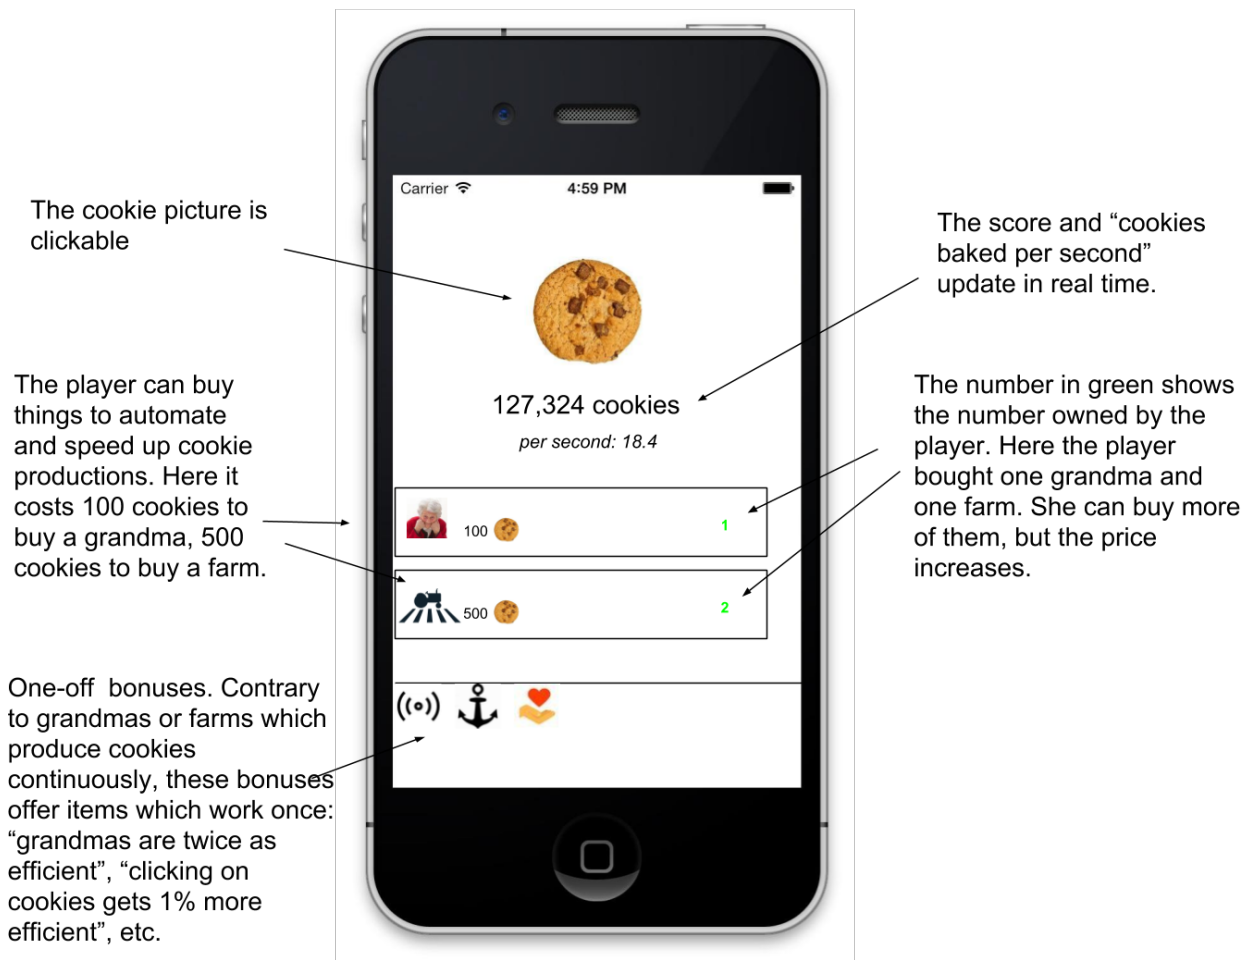 The cookie picture is
clickable
The player can buy
things to automate
and speed up cookie
productions. Here it
costs 100 cookies to
buy a grandma, 500
cookies to buy a farm.
One-off  bonuses. Contrary
to grandmas or farms which
produce cookies
continuously, these bonuses
offer items which work once:
“grandmas are twice as
efficient”, “clicking on
cookies gets 1% more
efficient”, etc.
Carrier
4:59 PM
127,324 cookies
per second: 18.4
100
1
500
2
The score and “cookies
baked per second”
update in real time.
The number in green shows
the number owned by the
player. Here the player
bought one grandma and
one farm. She can buy more
of them, but the price
increases.